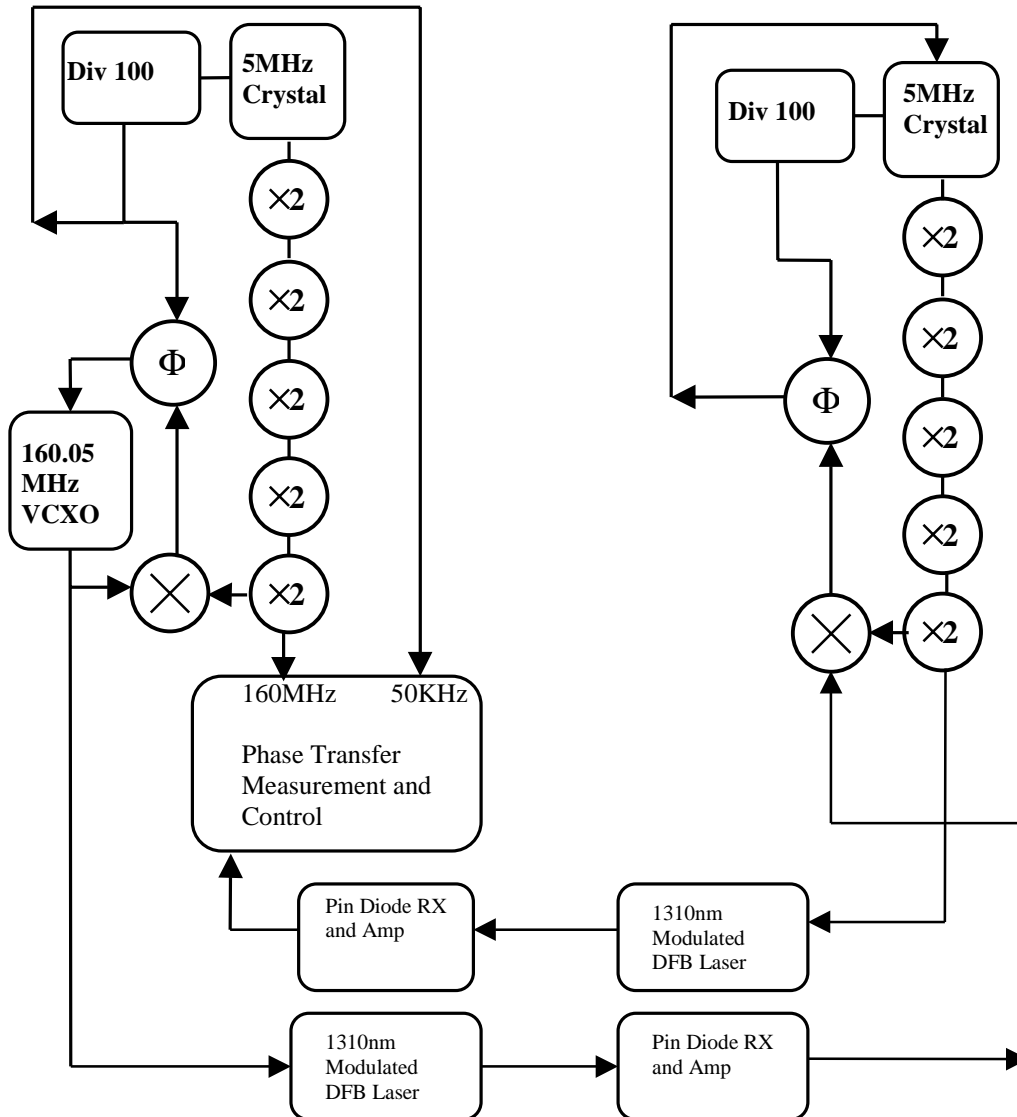 Div 100
5MHz
Crystal
×2
×2
×2
×2
×2
Φ
160.05
MHz
VCXO
160MHz
50KHz
Phase Transfer
Measurement and
Control
Div 100
5MHz
Crystal
×2
×2
×2
×2
×2
Φ
Pin Diode RX
and Amp
1310nm
Modulated
DFB Laser
1310nm
Modulated
DFB Laser
Pin Diode RX
and Amp